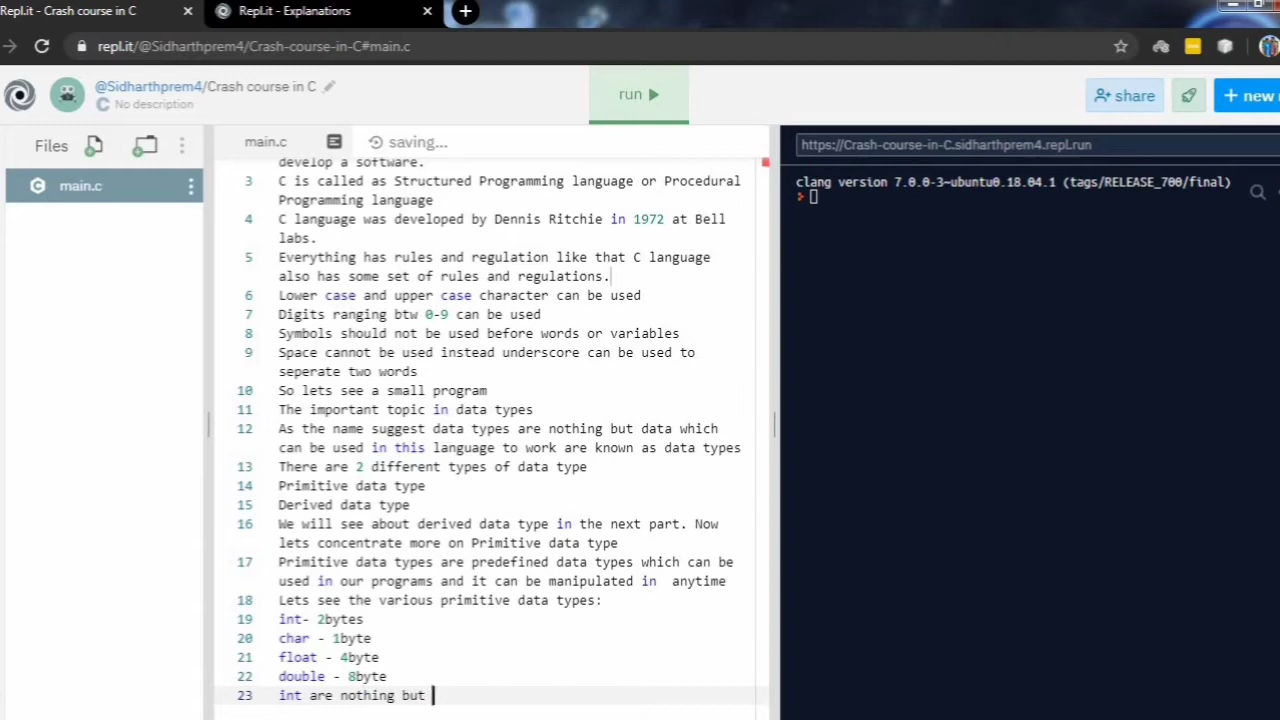 Repl.it - Crash course in C
Repl.it - Explanations
repl.it/@Sidharthprem4/Crash-course-in-C#main.c
@Sidharthprem4/Crash course in C
No description
run
share
+ new
Files
main.c
main.c
saving...
https://Crash-course-in-C.sidharthprem4.repl.run
clang version 7.0.0-3~ubuntu0.18.04.1 (tags/RELEASE_700/final)
develop a software.
3 C is called as Structured Programming language or Procedural
Programming language
4 C language was developed by Dennis Ritchie in 1972 at Bell
labs.
5 Everything has rules and regulation like that C language
also has some set of rules and regulations.
6 Lower case and upper case character can be used
7 Digits ranging btw 0-9 can be used
8 Symbols should not be used before words or variables
9 Space cannot be used instead underscore can be used to
seperate two words
10 So lets see a small program
11 The important topic in data types
12 As the name suggest data types are nothing but data which
can be used in this language to work are known as data types
13 There are 2 different types of data type
14 Primitive data type
15 Derived data type
16 We will see about derived data type in the next part. Now
lets concentrate more on Primitive data type
17 Primitive data types are predefined data types which can be
used in our programs and it can be manipulated in  anytime
18 Lets see the various primitive data types:
19 int- 2bytes
20 char - 1byte
21 float - 4byte
22 double - 8byte
23 int are nothing but